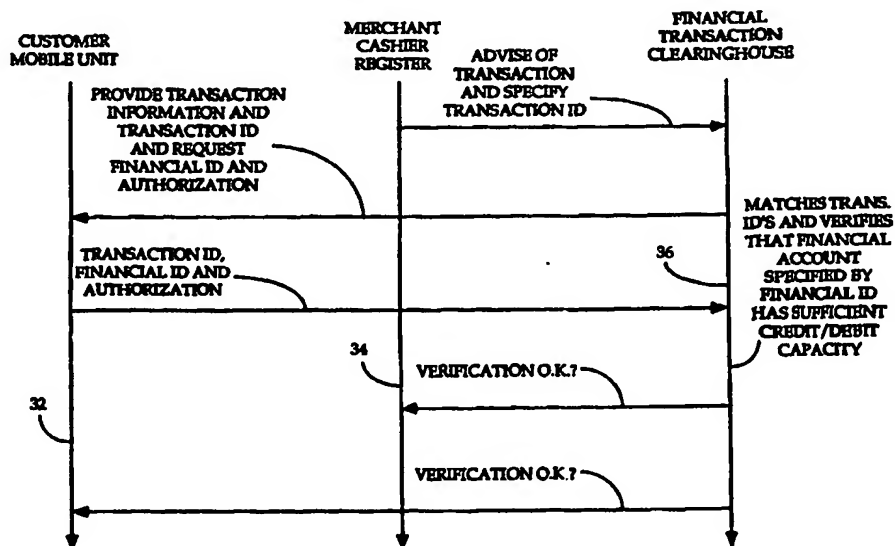 CUSTOMER
MOBILE UNIT
MERCHANT
CASHIER
REGISTER
FINANCIAL
TRANSACTION
CLEARINGHOUSE
ADVISE OF
TRANSACTION
AND SPECIFY
TRANSACTION ID
PROVIDE TRANSACTION
INFORMATION AND
TRANSACTION ID
AND REQUEST
FINANCIAL ID AND
AUTHORIZATION
MATCHES TRANS.
ID'S AND VERIFIES
THAT FINANCIAL
ACCOUNT
SPECIFIED BY
FINANCIAL ID
HAS SUFFICIENT
CREDIT/DEBIT
CAPACITY
TRANSACTION ID,
FINANCIAL ID AND
AUTHORIZATION
36
34
VERIFICATION O.K.?
32
VERIFICATION O.K.?